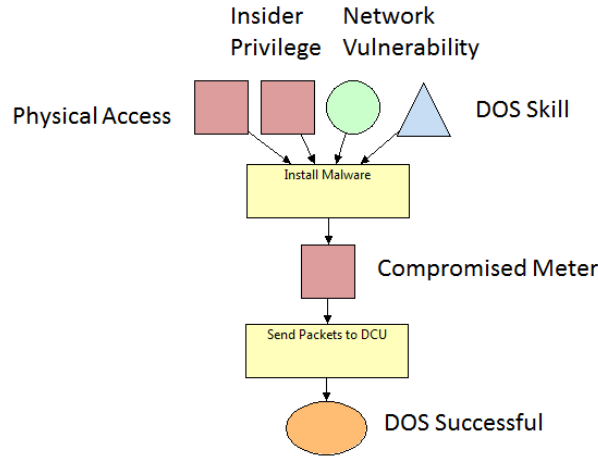 Insider
Privilege
Network
Vulnerability
Physical Access
DOS Skill
Install Malware
Compromised Meter
Send Packets to DCU
DOS Successful